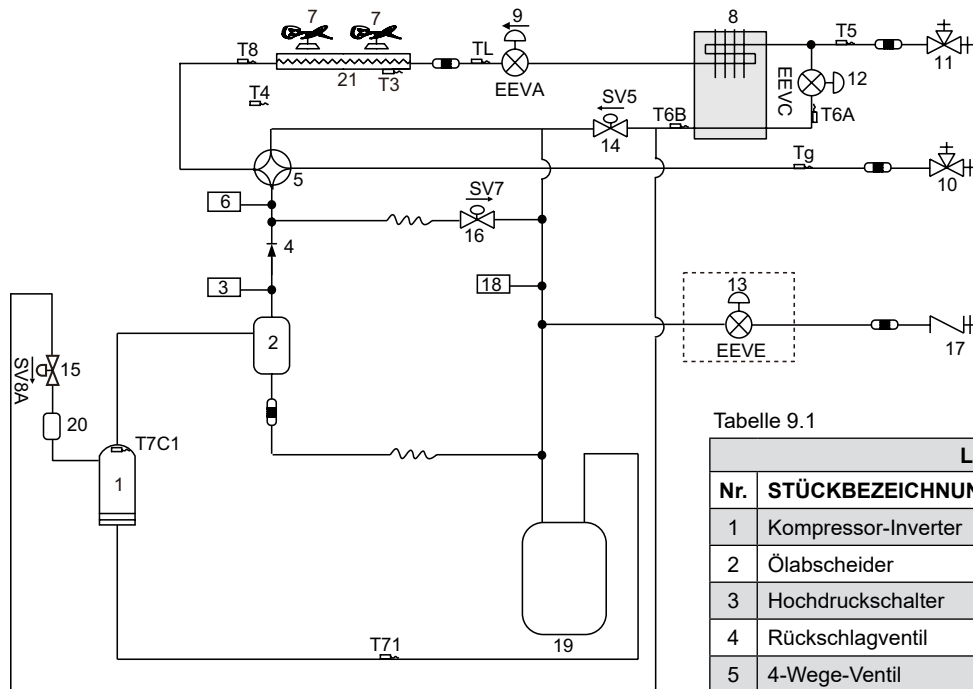 7 7 9 8
T8 TL T5
21 T3 EEVA 11
T4 EEVC 12
SV5 T6B T6A
14
5 Tg
6 SV7 10
4 16
3 18 13
2 EEVE 17
SV8A 15
20
T7C1
1
T71 19
Tabelle 9.1
L
Nr. STÜCKBEZEICHNUN
1 Kompressor-Inverter
2 Ölabscheider
3 Hochdruckschalter
4 Rückschlagventil
5 4-Wege-Ventil